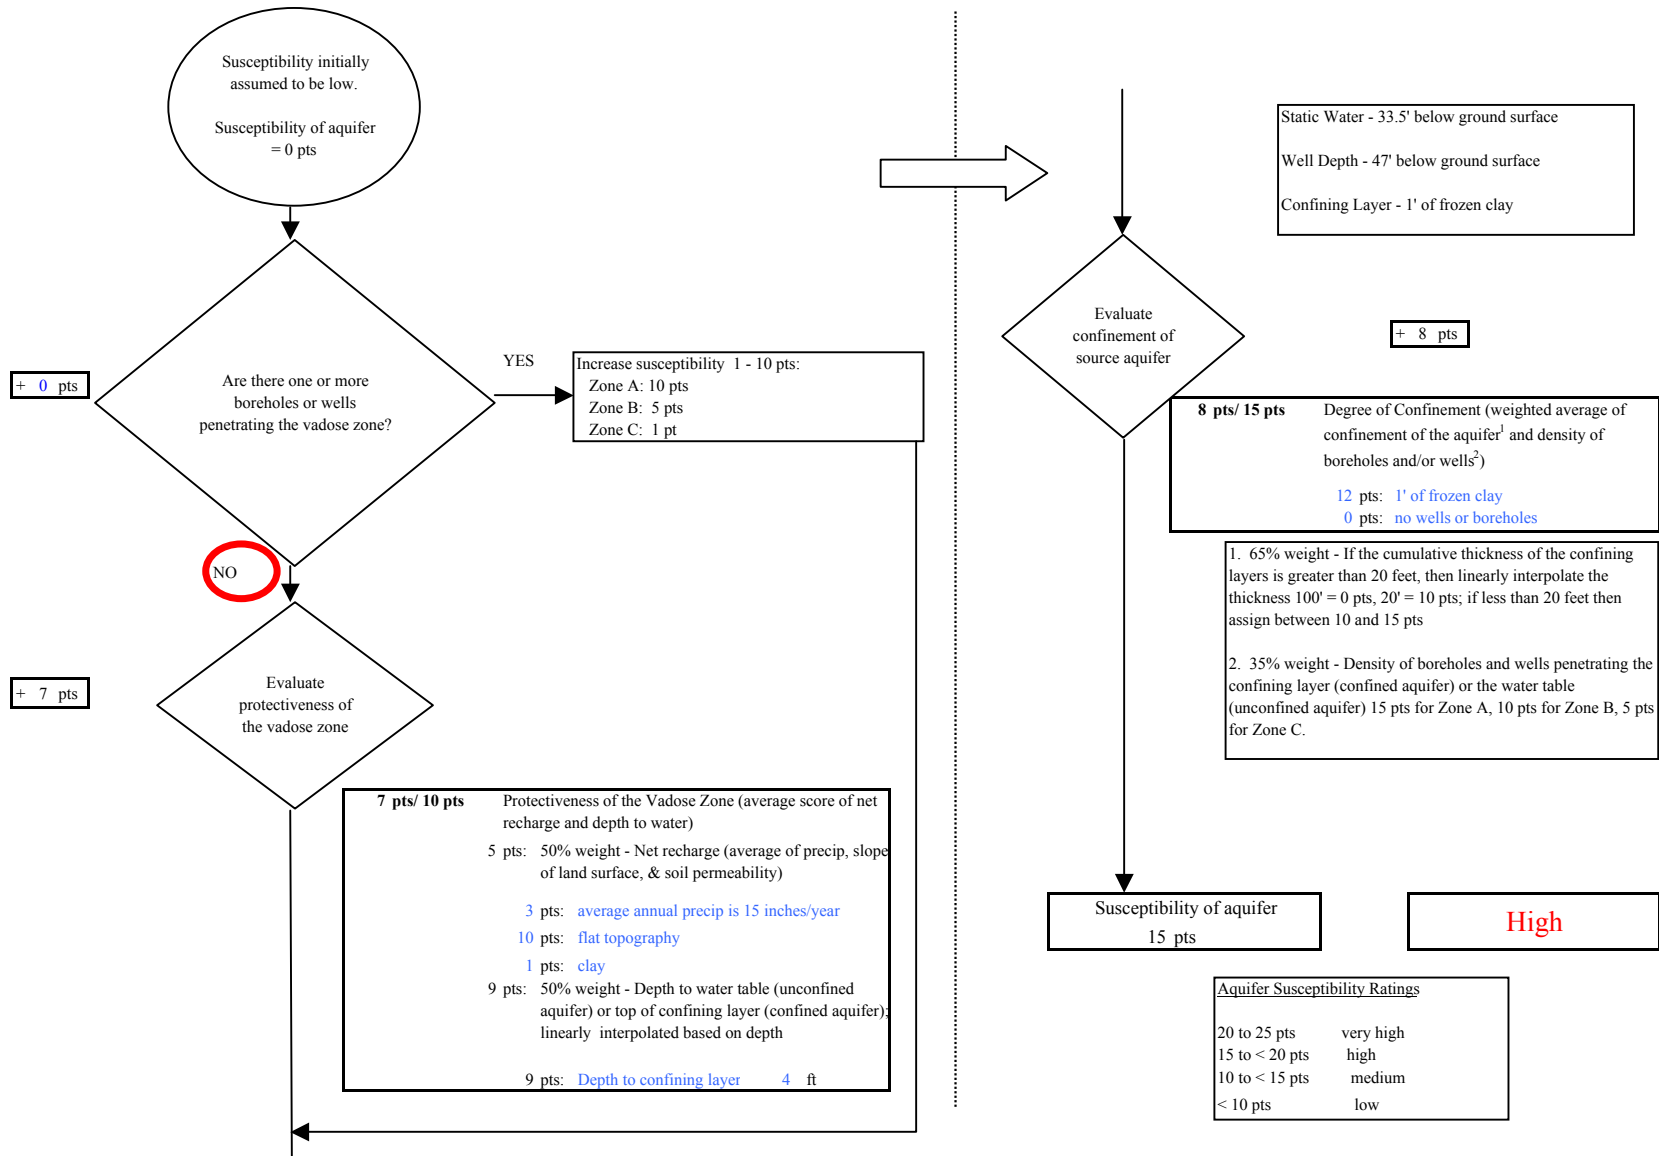 Susceptibility initially
assumed to be low.
Susceptibility of aquifer
= 0 pts
+ 0 pts
Are there one or more
boreholes or wells
penetrating the vadose zone?
YES
Increase susceptibility 1 - 10 pts:
Zone A: 10 pts
Zone B: 5 pts
Zone C: 1 pt
NO
+ 7 pts
Evaluate
protectiveness of
the vadose zone
7 pts/ 10 pts Protectiveness of the Vadose Zone (average score of net
recharge and depth to water)
5 pts: 50% weight - Net recharge (average of precip, slope
of land surface, & soil permeability)
3 pts: average annual precip is 15 inches/year
10 pts: flat topography
1 pts: clay
9 pts: 50% weight - Depth to water table (unconfined
aquifer) or top of confining layer (confined aquifer);
linearly interpolated based on depth
9 pts: Depth to confining layer 4 ft
Static Water - 33.5' below ground surface
Well Depth - 47' below ground surface
Confining Layer - 1' of frozen clay
Evaluate
confinement of
source aquifer
+ 8 pts
8 pts/ 15 pts Degree of Confinement (weighted average of
confinement of the aquifer1 and density of
boreholes and/or wells2)
12 pts: 1' of frozen clay
0 pts: no wells or boreholes
1. 65% weight - If the cumulative thickness of the confining
layers is greater than 20 feet, then linearly interpolate the
thickness 100' = 0 pts, 20' = 10 pts; if less than 20 feet then
assign between 10 and 15 pts
2. 35% weight - Density of boreholes and wells penetrating the
confining layer (confined aquifer) or the water table
(unconfined aquifer) 15 pts for Zone A, 10 pts for Zone B, 5 pts
for Zone C.
Susceptibility of aquifer
15 pts
High
Aquifer Susceptibility Ratings
20 to 25 pts very high
15 to < 20 pts high
10 to < 15 pts medium
< 10 pts low